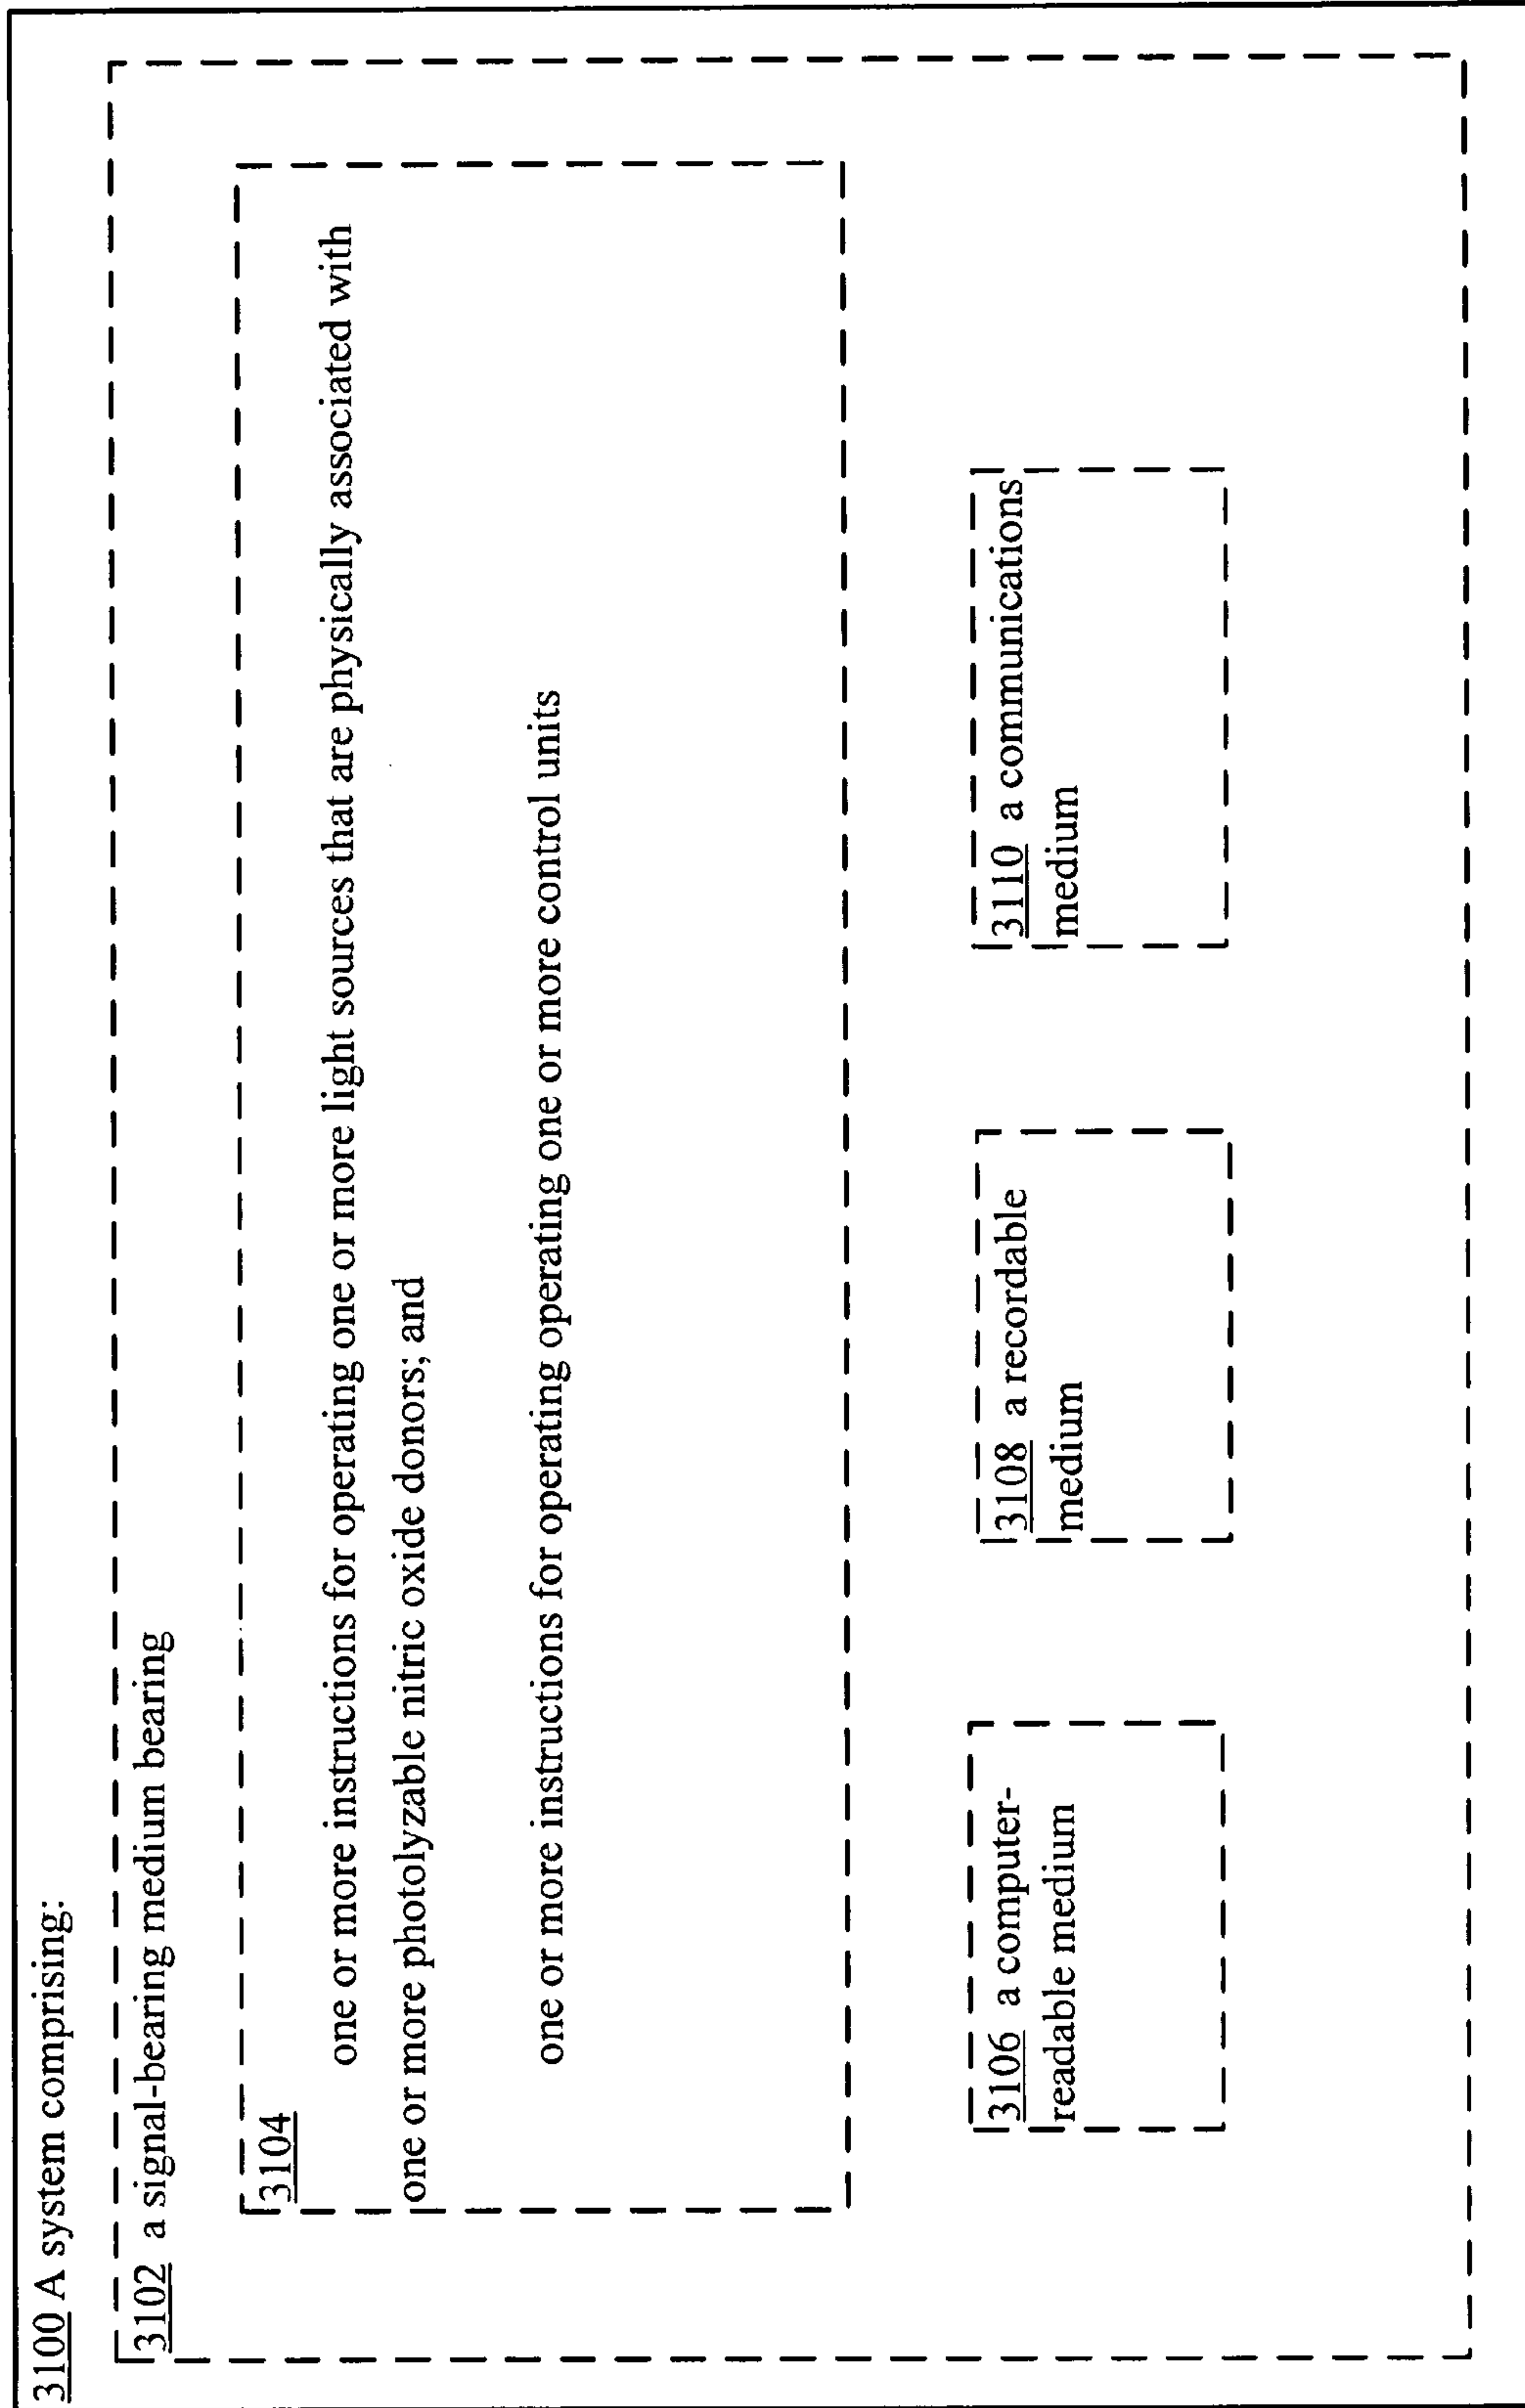 3100 A system comprising:
3102 a signal-bearing medium bearing
3104
one or more instructions for operating one or more light sources that are physically associated with
one or more photolyzable nitric oxide donors; and
one or more instructions for operating operating one or more control units
3106 a computer-
readable medium
3108 a recordable
medium
3110 a communications
medium